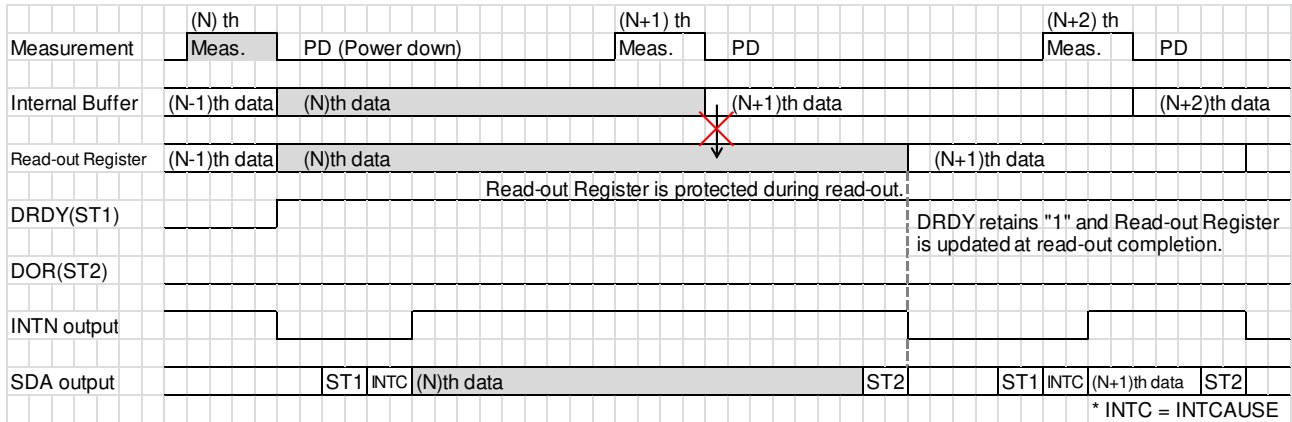 (N) th (N+1) th (N+2) th
Measurement Meas. PD (Power down) Meas. PD Meas. PD
Internal Buffer (N-1)th data (N)th data (N+1)th data (N+2)th data
Read-out Register (N-1)th data (N)th data (N+1)th data
Read-out Register is protected during read-out.
DRDY(ST1)
DRDY retains "1" and Read-out Register
is updated at read-out completion.
DOR(ST2)
INTN output
SDA output ST1 INTC (N)th data ST2 ST1 INTC (N+1)th data ST2
* INTC = INTCAUSE